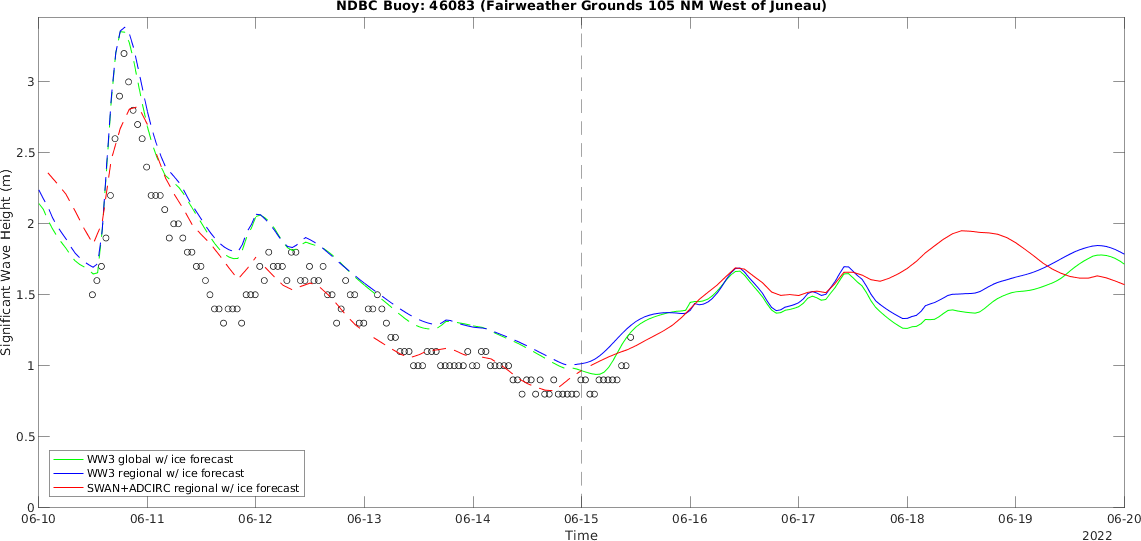 NDBC Buoy: 46083 (Fairweather Grounds 105 NM West of Juneau)
Significant Wave Height (m)
3
2.5
2
1.5
1
0.5
0
WW3 global w/ ice forecast
WW3 regional w/ ice forecast
SWAN+ADCIRC regional w/ ice forecast
06-10 06-11 06-12 06-13 06-14 06-15 06-16 06-17 06-18 06-19 06-20
Time
2022